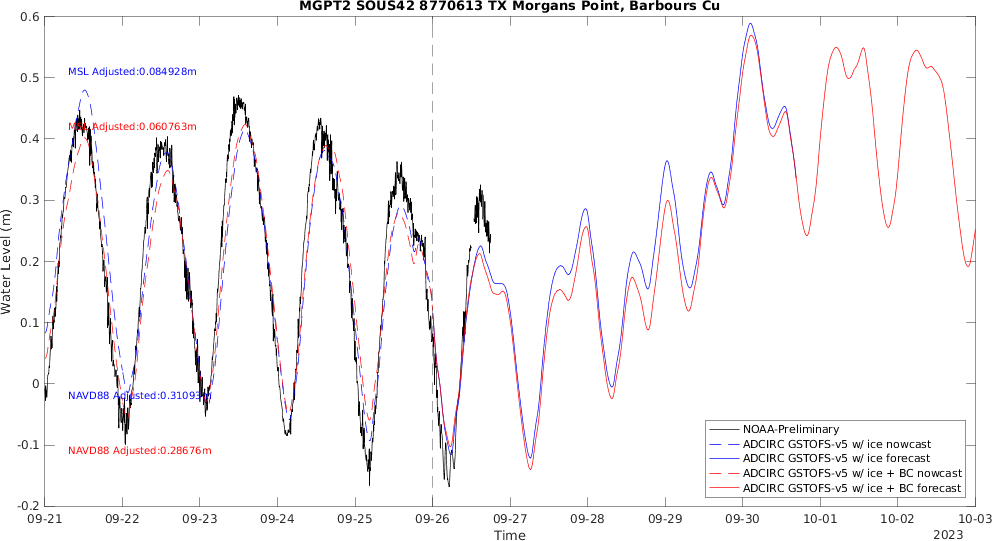 MGPT2 SOUS42 8770613 TX Morgans Point, Barbours Cu
Water Level (m)
0.6
0.5
0.4
0.3
0.2
0.1
0
-0.1
-0.2
MSL Adjusted:0.084928m
MSL Adjusted:0.060763m
NAVD88 Adjusted:0.31093m
NAVD88 Adjusted:0.28676m
NOAA-Preliminary
ADCIRC GSTOFS-v5 w/ ice nowcast
ADCIRC GSTOFS-v5 w/ ice forecast
ADCIRC GSTOFS-v5 w/ ice + BC nowcast
ADCIRC GSTOFS-v5 w/ ice + BC forecast
09-21 09-22 09-23 09-24 09-25 09-26 09-27 09-28 09-29 09-30 10-01 10-02 10-03
Time
2023